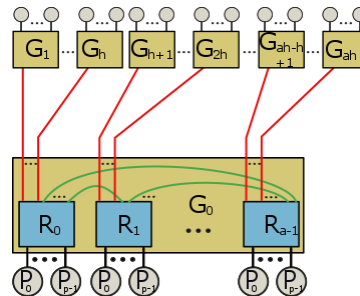 G1 ... Gh ... Gh+1 ... G2h ... Gah-h+1 ... Gah
... ... ...
... ... ...
R0 R1 G0 ... Ra-1
... ... ...
P0 Pp-1 P0 Pp-1 P0 Pp-1